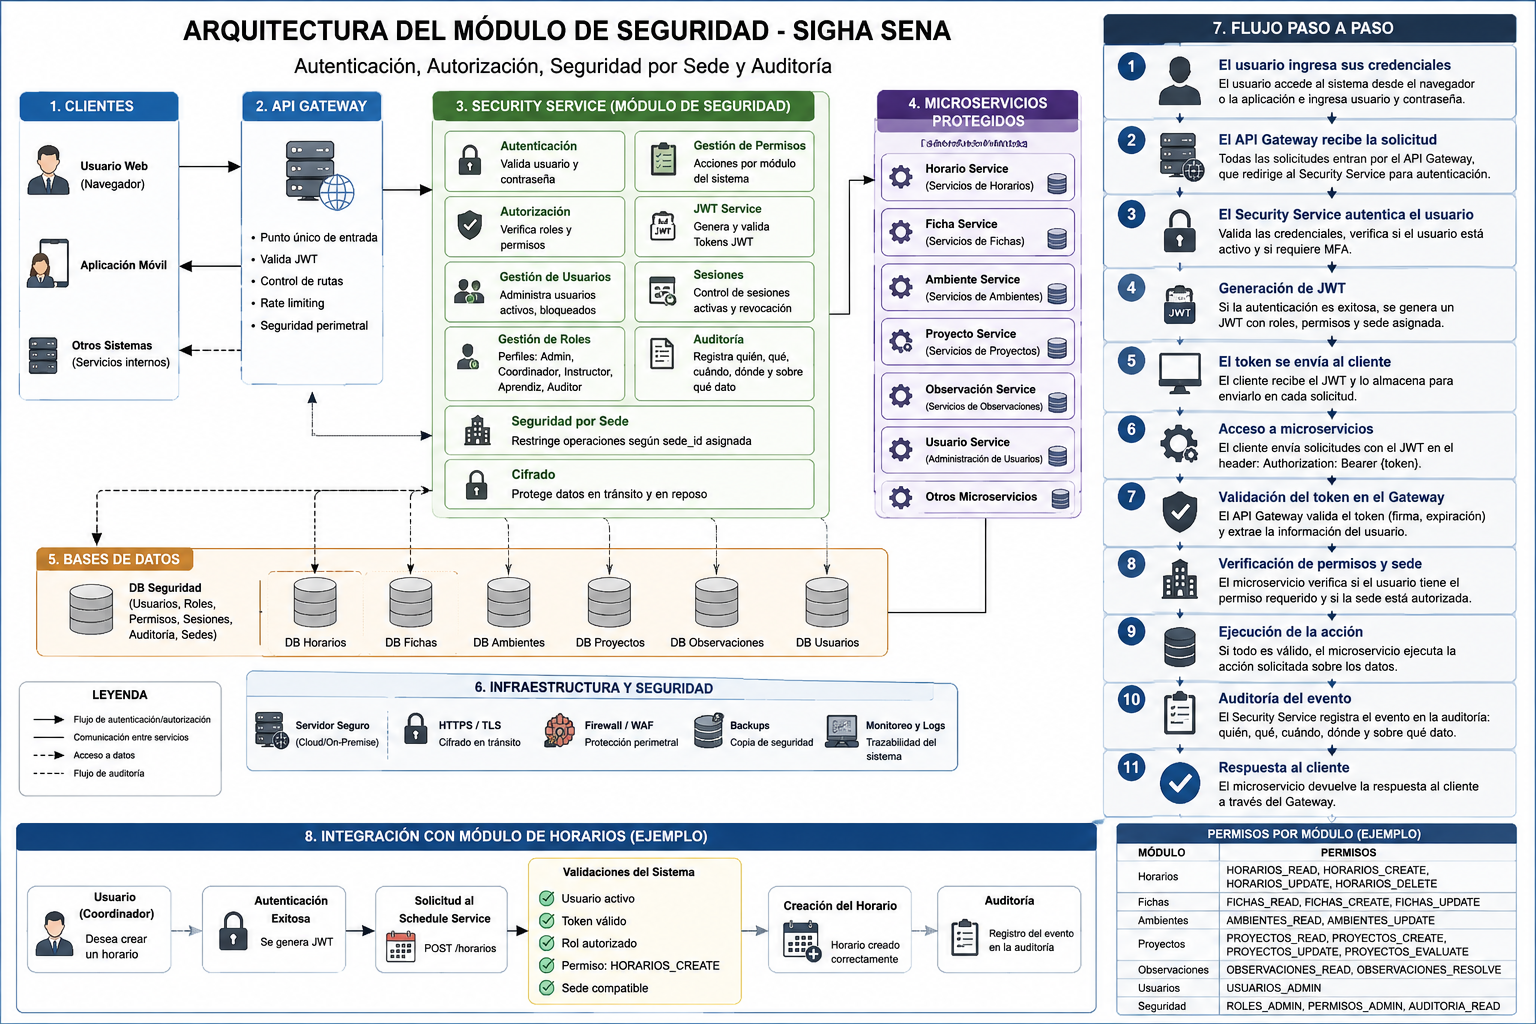 ARQUITECTURA DEL MÓDULO DE SEGURIDAD - SIGHA SENA
Autenticación, Autorización, Seguridad por Sede y Auditoría
1. CLIENTES
Usuario Web
(Navegador)
Aplicación Móvil
Otros Sistemas
(Servicios internos)
2. API GATEWAY
• Punto único de entrada
• Valida JWT
• Control de rutas
• Rate limiting
• Seguridad perimetral
3. SECURITY SERVICE (MÓDULO DE SEGURIDAD)
Autenticación
Valida usuario y
contraseña
Gestión de Permisos
Acciones por módulo
del sistema
Autorización
Verifica roles y
permisos
JWT
JWT Service
Genera y valida
Tokens JWT
Gestión de Usuarios
Administra usuarios
activos, bloqueados
Sesiones
Control de sesiones
activas y revocación
Gestión de Roles
Perfiles: Admin,
Coordinador, Instructor,
Aprendiz, Auditor
Auditoría
Registra quién, qué,
cuándo, dónde y sobre
qué dato
Seguridad por Sede
Restringe operaciones según sede_id asignada
Cifrado
Protege datos en tránsito y en reposo
4. MICROSERVICIOS
PROTEGIDOS
Horario Service
(Servicios de Horarios)
Ficha Service
(Servicios de Fichas)
Ambiente Service
(Servicios de Ambientes)
Proyecto Service
(Servicios de Proyectos)
Observación Service
(Servicios de Observaciones)
Usuario Service
(Administración de Usuarios)
Otros Microservicios
5. BASES DE DATOS
DB Seguridad
(Usuarios, Roles,
Permisos, Sesiones,
Auditoría, Sedes)
DB Horarios
DB Fichas
DB Ambientes
DB Proyectos
DB Observaciones
DB Usuarios
LEYENDA
Flujo de autenticación/autorización
Comunicación entre servicios
Acceso a datos
Flujo de auditoría
6. INFRAESTRUCTURA Y SEGURIDAD
Servidor Seguro
(Cloud/On-Premise)
HTTPS / TLS
Cifrado en tránsito
Firewall / WAF
Protección perimetral
Backups
Copia de seguridad
Monitoreo y Logs
Trazabilidad del
sistema
7. FLUJO PASO A PASO
1
El usuario ingresa sus credenciales
El usuario accede al sistema desde el navegador
o la aplicación e ingresa usuario y contraseña.
2
El API Gateway recibe la solicitud
Todas las solicitudes entran por el API Gateway,
que redirige al Security Service para autenticación.
3
El Security Service autentica el usuario
Valida las credenciales, verifica si el usuario está
activo y si requiere MFA.
4
JWT
Generación de JWT
Si la autenticación es exitosa, se genera un
JWT con roles, permisos y sede asignada.
5
El token se envía al cliente
El cliente recibe el JWT y lo almacena para
enviarlo en cada solicitud.
6
Acceso a microservicios
El cliente envía solicitudes con el JWT en el
header: Authorization: Bearer {token}.
7
Validación del token en el Gateway
El API Gateway valida el token (firma, expiración)
y extrae la información del usuario.
8
Verificación de permisos y sede
El microservicio verifica si el usuario tiene el
permiso requerido y si la sede está autorizada.
9
Ejecución de la acción
Si todo es válido, el microservicio ejecuta la
acción solicitada sobre los datos.
10
Auditoría del evento
El Security Service registra el evento en la auditoría:
quién, qué, cuándo, dónde y sobre qué dato.
11
Respuesta al cliente
El microservicio devuelve la respuesta al cliente
a través del Gateway.
8. INTEGRACIÓN CON MÓDULO DE HORARIOS (EJEMPLO)
Usuario
(Coordinador)
Desea crear
un horario
Autenticación
Exitosa
Se genera JWT
Solicitud al
Schedule Service
POST /horarios
Validaciones del Sistema
Usuario activo
Token válido
Rol autorizado
Permiso: HORARIOS_CREATE
Sede compatible
Creación del Horario
Horario creado
correctamente
Auditoría
Registro del evento
en la auditoría
PERMISOS POR MÓDULO (EJEMPLO)
MÓDULO PERMISOS
Horarios HORARIOS_READ, HORARIOS_CREATE,
HORARIOS_UPDATE, HORARIOS_DELETE
Fichas FICHAS_READ, FICHAS_CREATE, FICHAS_UPDATE
Ambientes AMBIENTES_READ, AMBIENTES_UPDATE
Proyectos PROYECTOS_READ, PROYECTOS_CREATE,
PROYECTOS_UPDATE, PROYECTOS_EVALUATE
Observaciones OBSERVACIONES_READ, OBSERVACIONES_RESOLVE
Usuarios USUARIOS_ADMIN
Seguridad ROLES_ADMIN, PERMISOS_ADMIN, AUDITORIA_READ